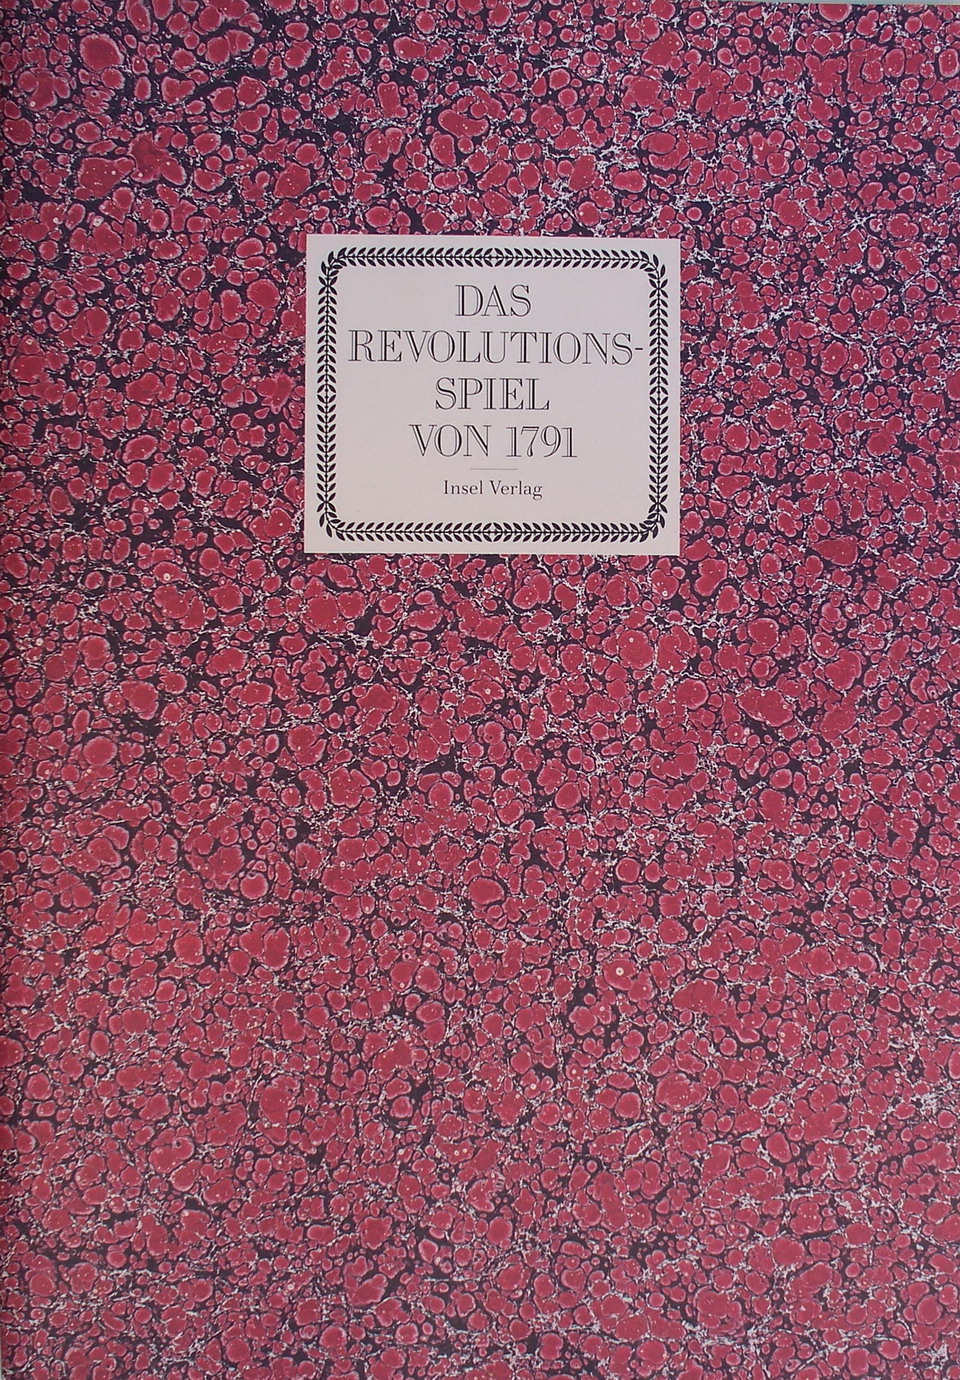 DAS
REVOLUTIONS-
SPIEL
VON 1791
Insel Verlag